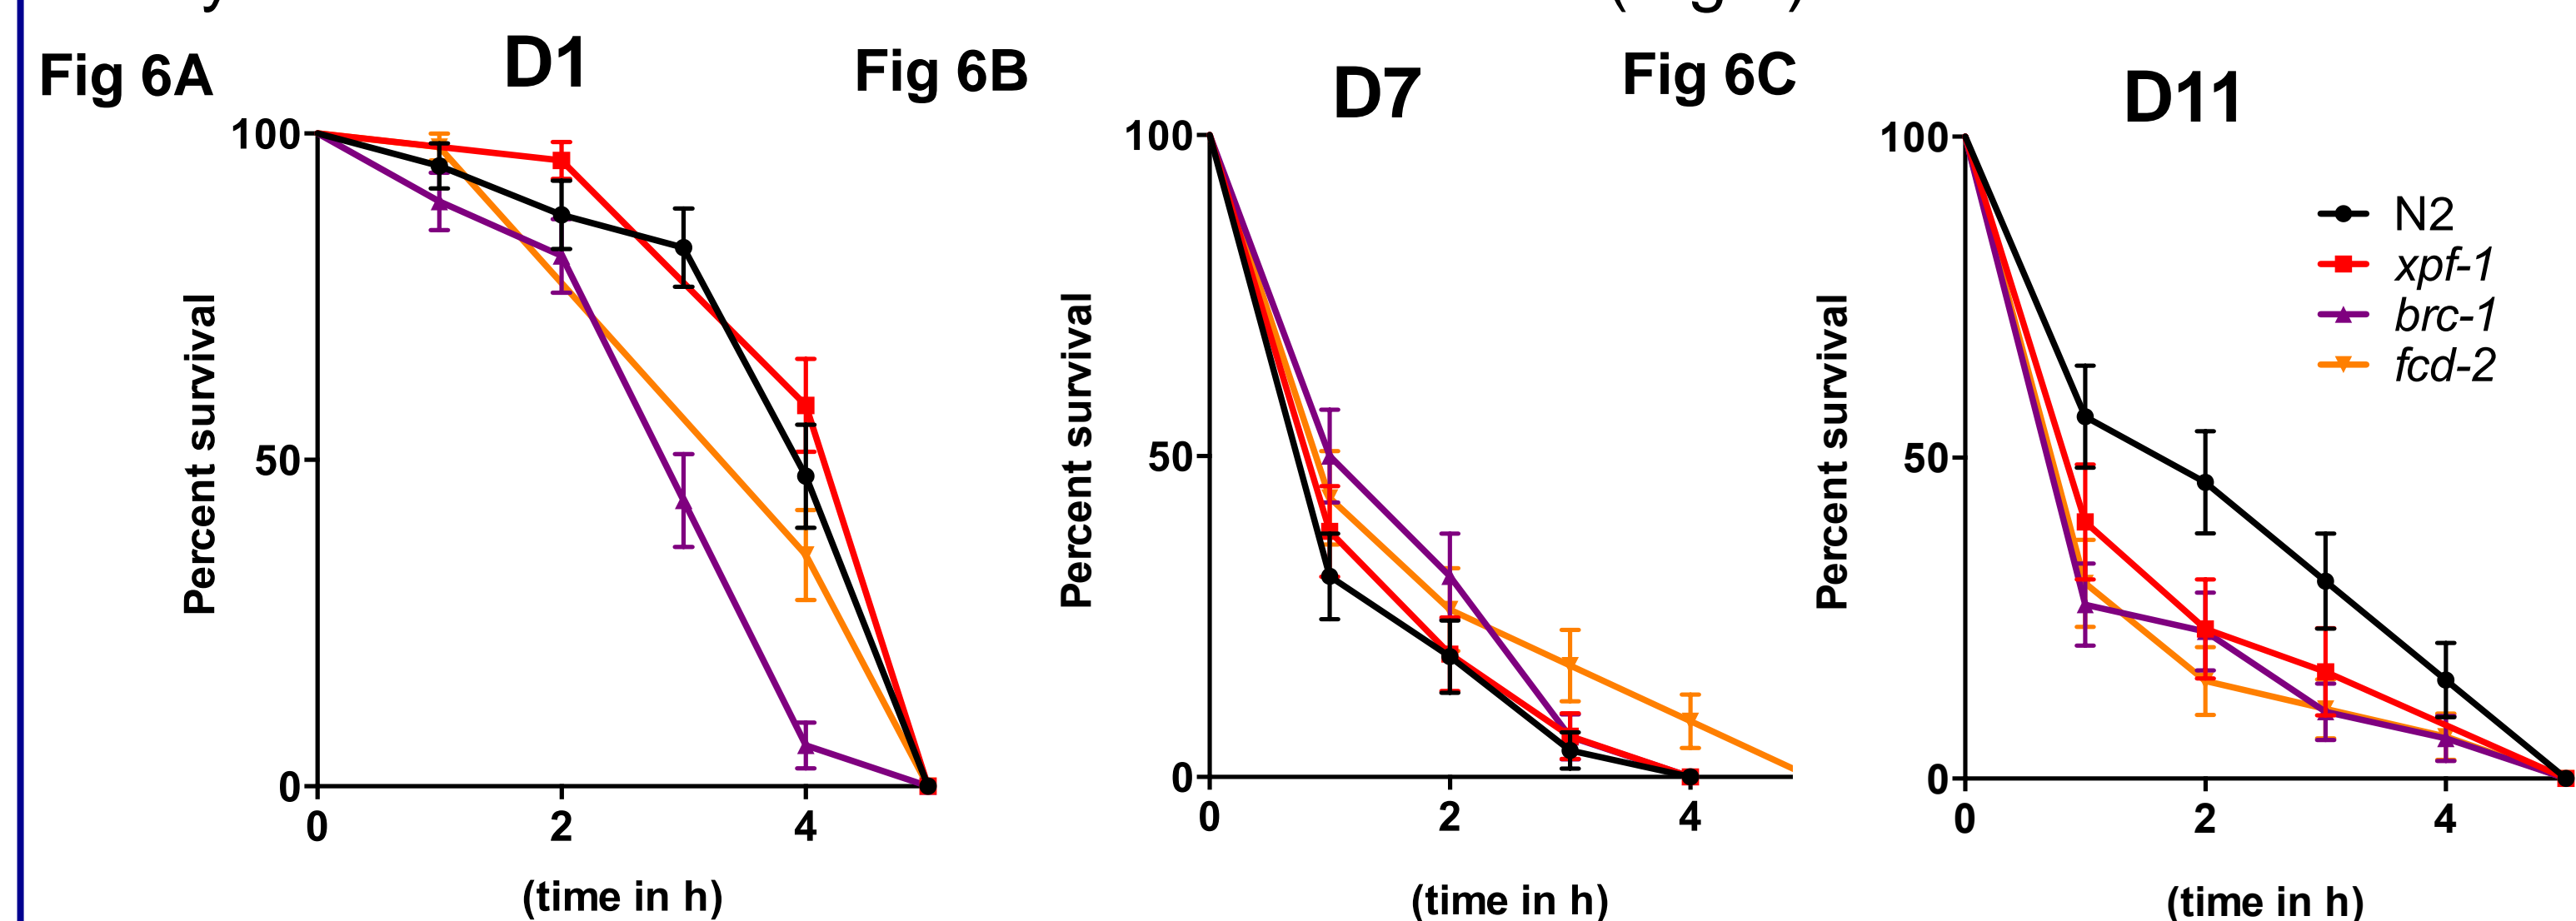 Fig 6A
D1
Fig 6B
D7
Fig 6C
D11
100
50
0
0
2
4
Percent survival
(time in h)
100
50
0
0
2
4
Percent survival
(time in h)
100
50
0
0
2
4
Percent survival
(time in h)
N2
xpf-1
brc-1
fcd-2